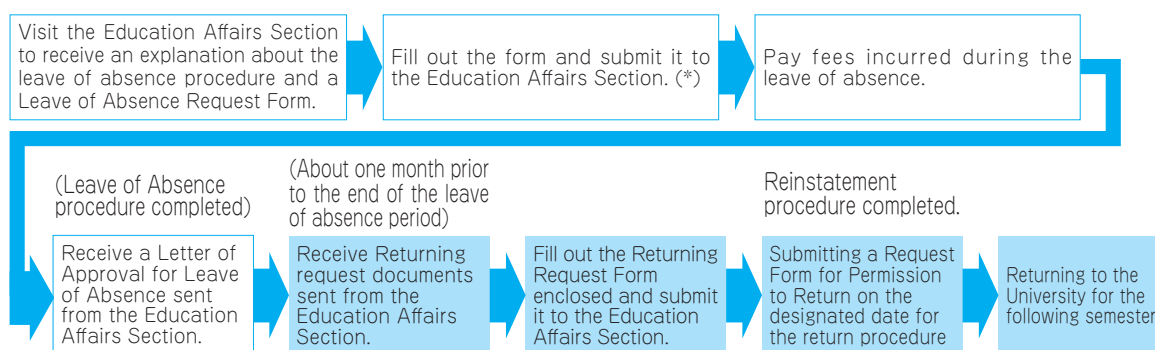 Visit the Education Affairs Section
to receive an explanation about the
leave of absence procedure and a
Leave of Absence Request Form.
Fill out the form and submit it to
the Education Affairs Section. (*)
Pay fees incurred during the
leave of absence.
(Leave of Absence
procedure completed)
Receive a Letter of
Approval for Leave
of Absence sent
from the Education
Affairs Section.
(About one month prior
to the end of the leave
of absence period)
Receive Returning
request documents
sent from the
Education Affairs
Section.
Fill out the Returning
Request Form
enclosed and submit
it to the Education
Affairs Section.
Reinstatement
procedure completed.
Submitting a Request
Form for Permission
to Return on the
designated date for
the return procedure
Returning to the
University for the
following semester